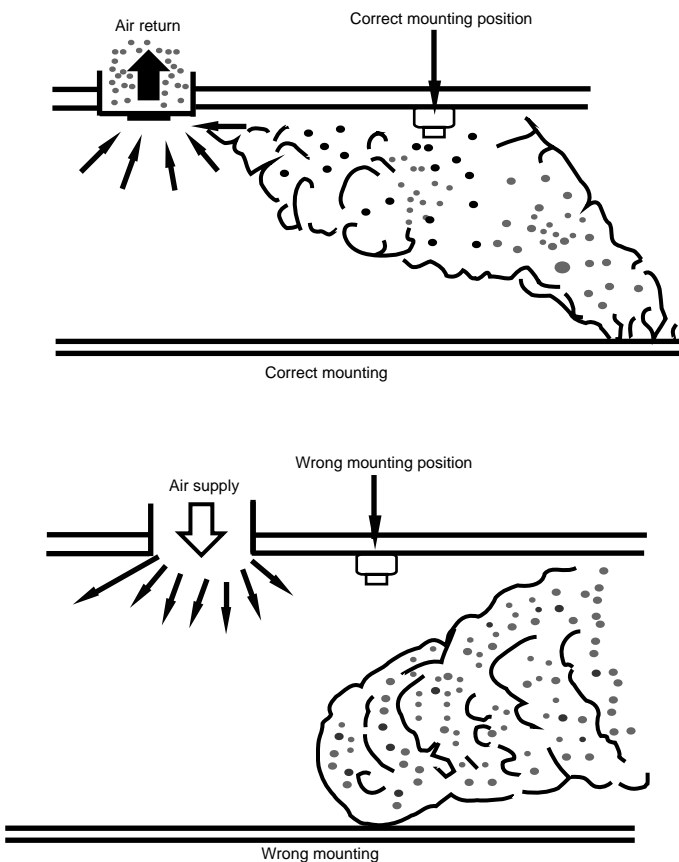 Air return
Correct mounting position
Correct mounting
Wrong mounting position
Air supply
Wrong mounting